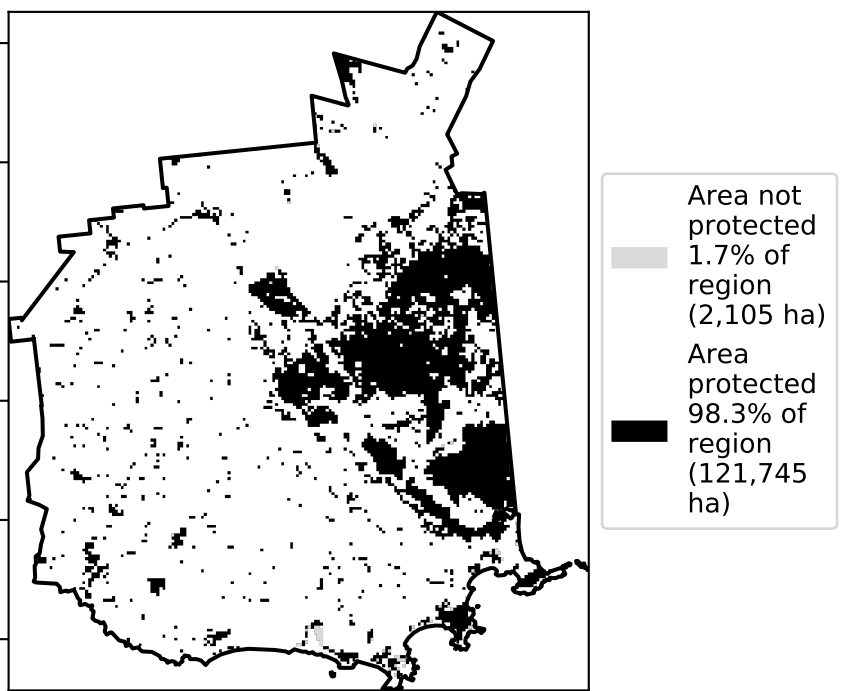 Area not
protected
1.7% of
region
(2,105 ha)
Area
protected
98.3% of
region
(121,745
ha)